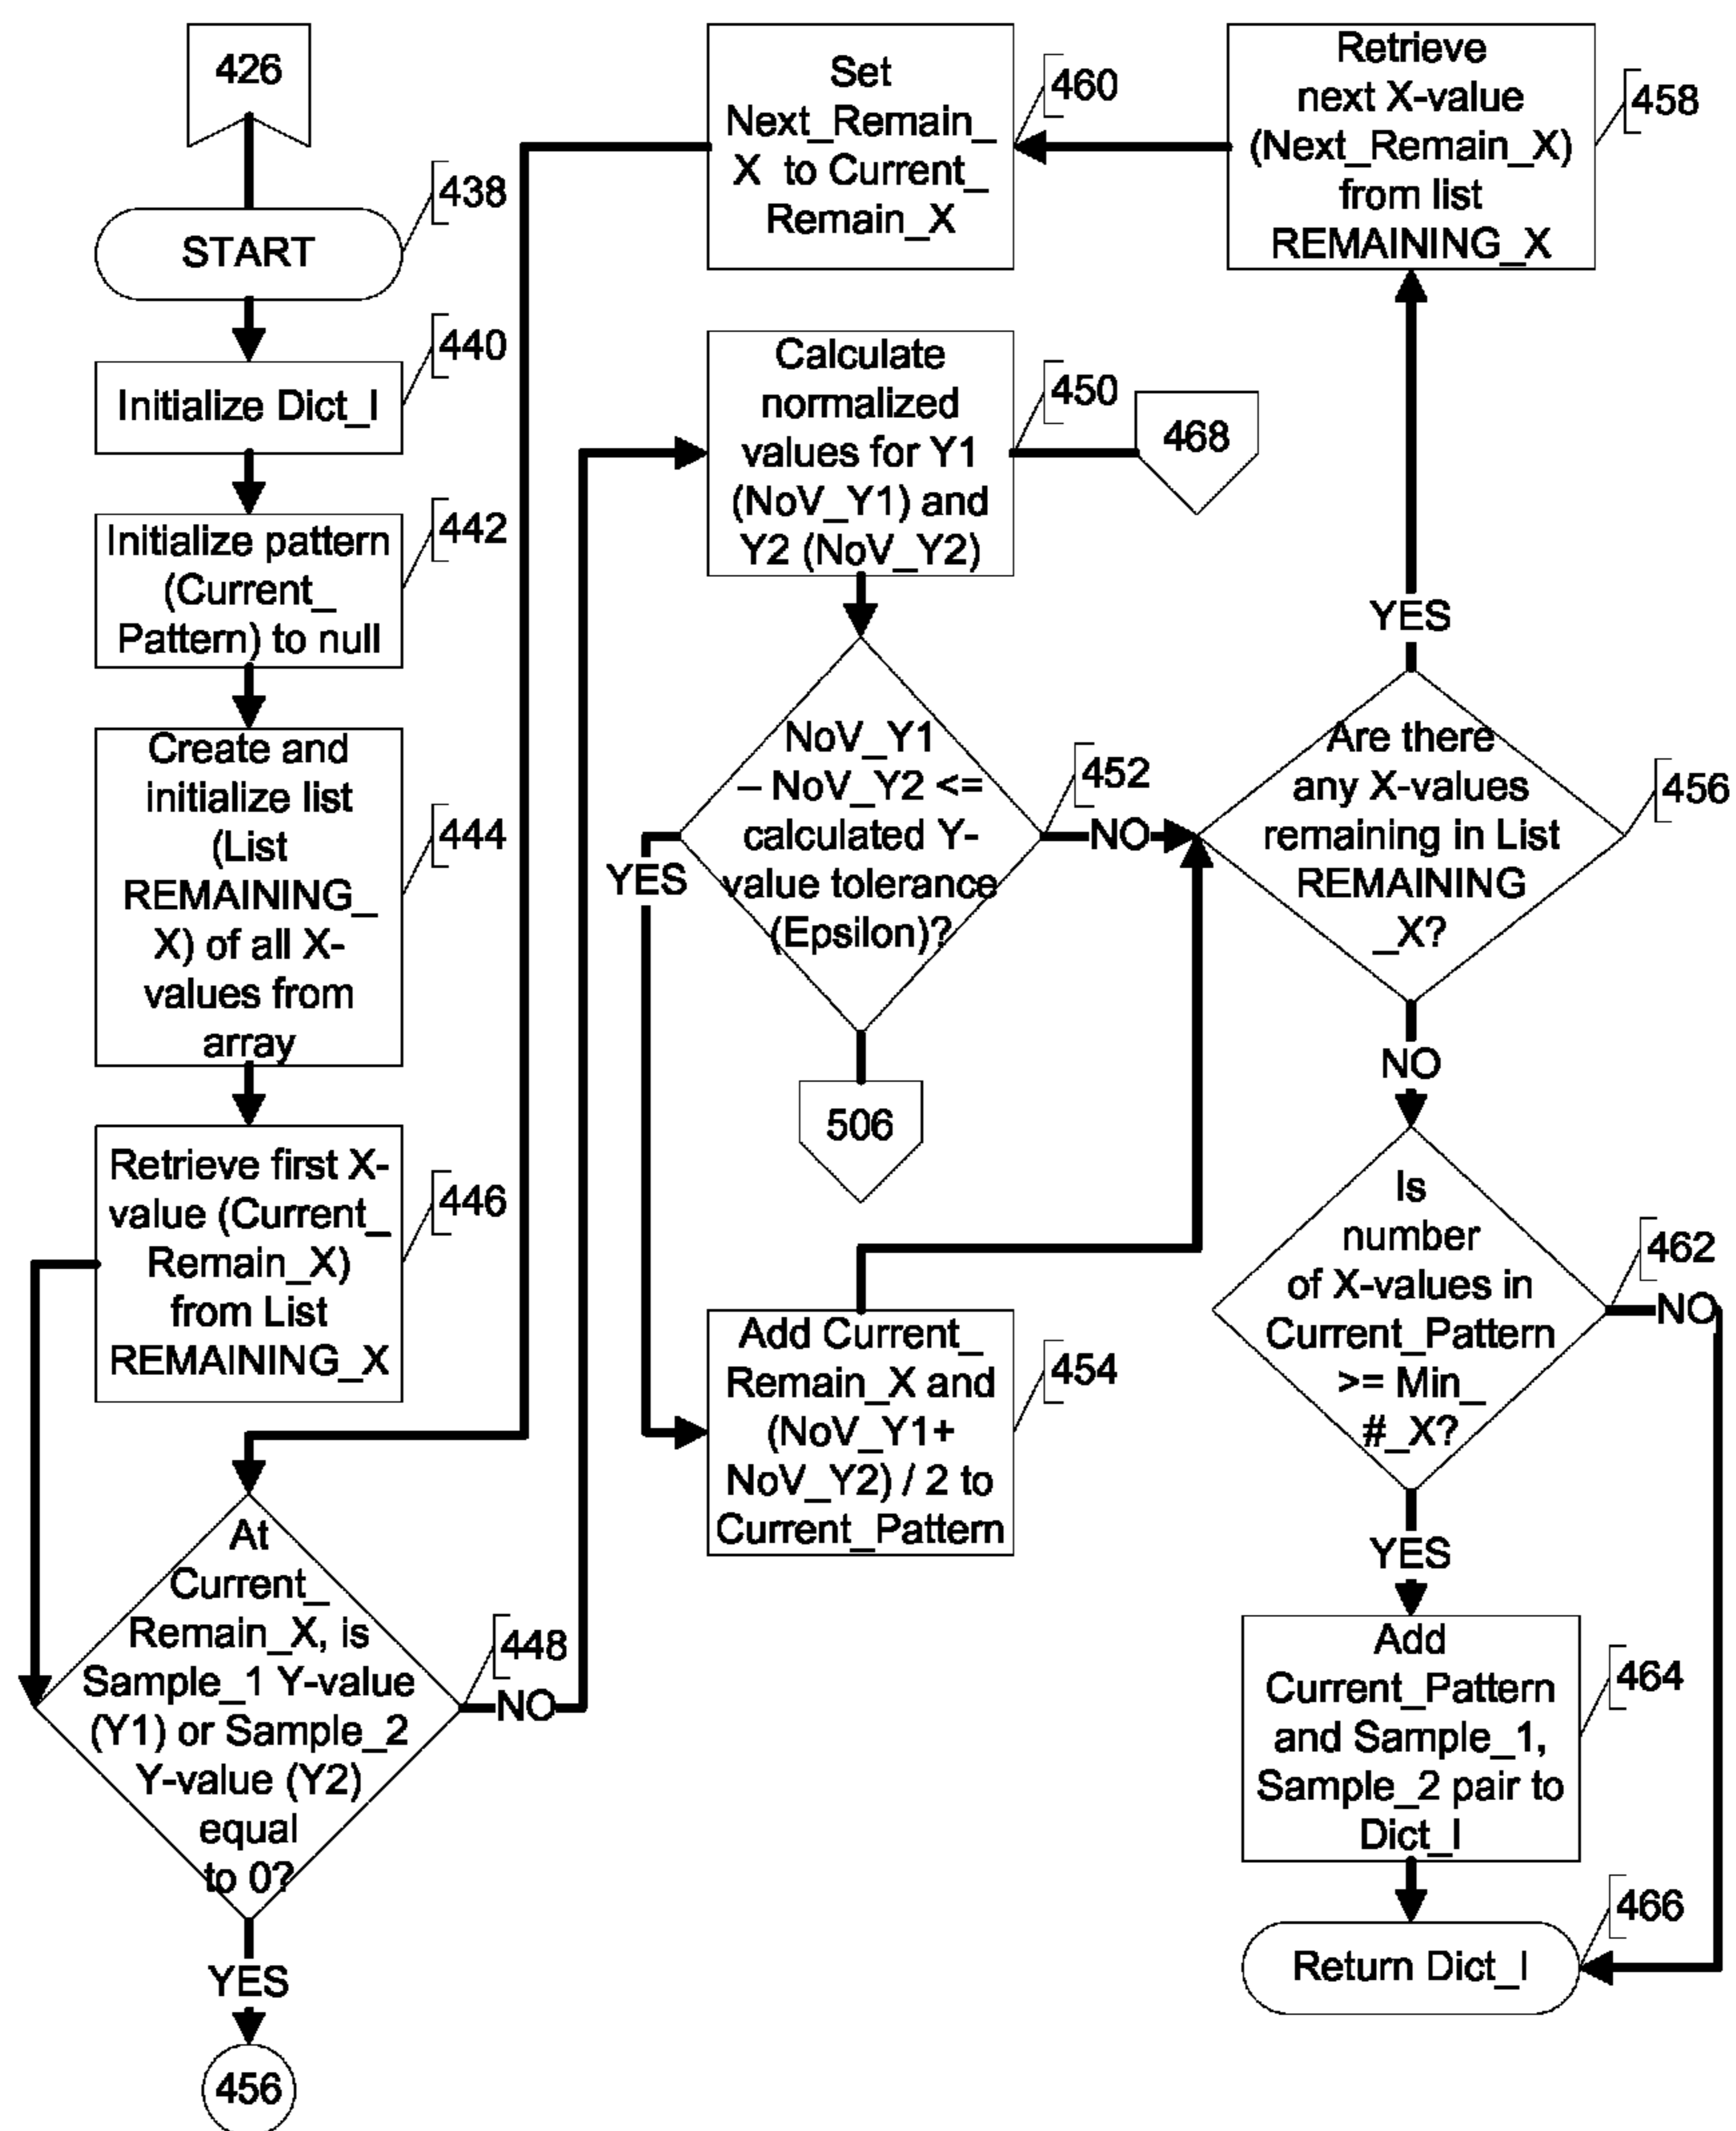 426
438
START
440
Initialize Dict_I
442
Initialize pattern
(Current_
Pattern) to null
Create and
initialize list
(List
REMAINING_
X) of all X-
values from
array
444
Retrieve first X-
value (Current_
Remain_X)
from List
REMAINING_X
446
At
Current_
Remain_X, is
Sample_1 Y-value
(Y1) or Sample_2
Y-value (Y2)
equal
to 0?
448
NO
YES
456
Set
Next_Remain_
X to Current_
Remain_X
460
Calculate
normalized
values for Y1
(NoV_Y1) and
Y2 (NoV_Y2)
450
468
NoV_Y1
– NoV_Y2 <=
calculated Y-
value tolerance
(Epsilon)?
452
NO
YES
506
Add Current_
Remain_X and
(NoV_Y1+
NoV_Y2) / 2 to
Current_Pattern
454
Retrieve
next X-value
(Next_Remain_X)
from list
REMAINING_X
458
YES
Are there
any X-values
remaining in List
REMAINING
_X?
456
NO
Is
number
of X-values in
Current_Pattern
>= Min_
#_X?
462
NO
YES
Add
Current_Pattern
and Sample_1,
Sample_2 pair to
Dict_I
464
466
Return Dict_I